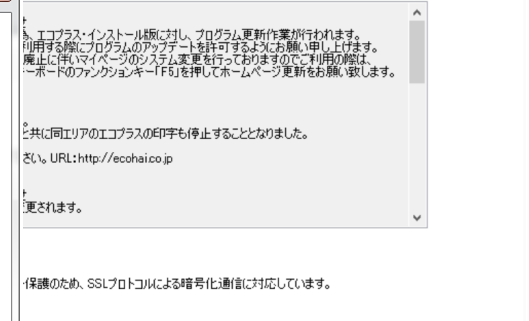 エコプラス・インストール版に対し、プログラム更新作業が行われます。
利用する際にプログラムのアップデートを許可するようにお願い申し上げます。
廃止に伴いマイページのシステム変更を行っておりますのでご利用の際は、
ーボードのファンクションキー「F5」を押してホームページ更新をお願い致します。
と共に同エリアのエコプラスの印字も停止することとなりました。
さい。URL:http://ecohai.co.jp
更されます。
保護のため、SSLプロトコルによる暗号化通信に対応しています。